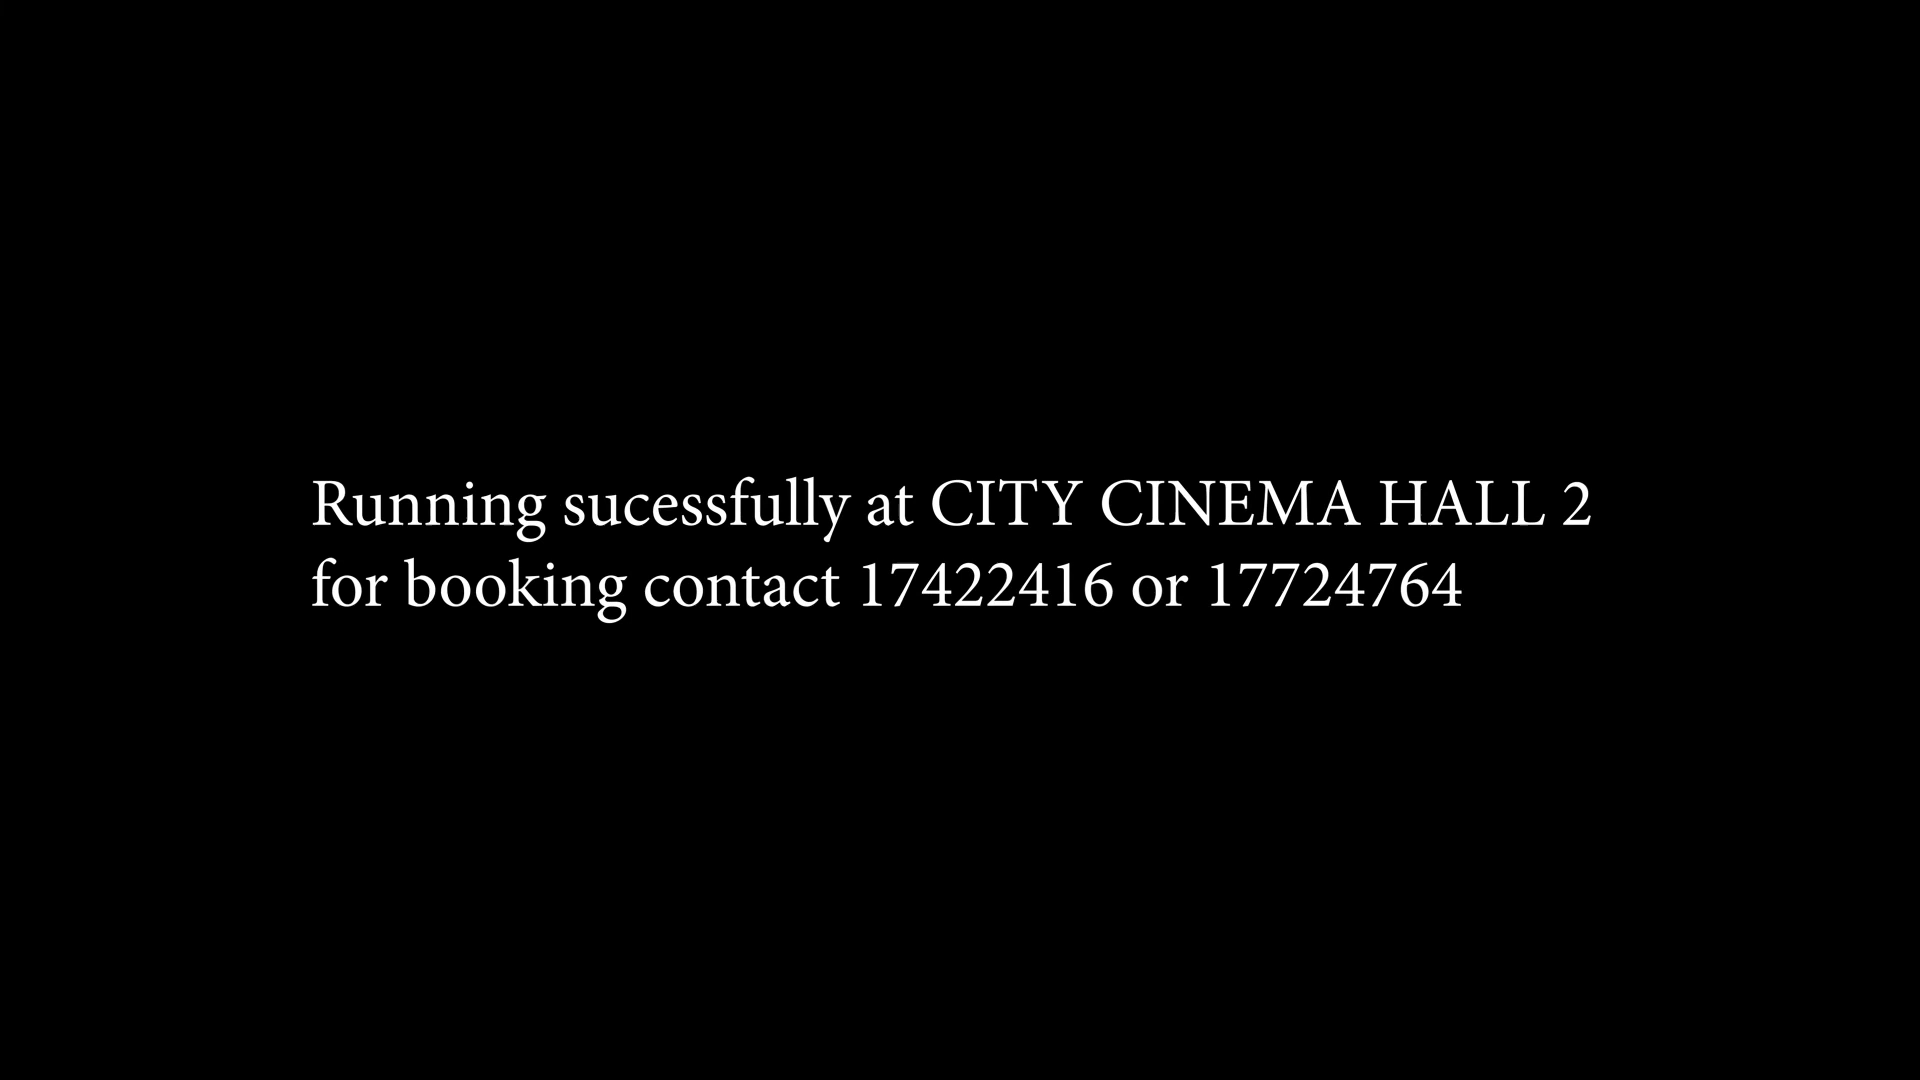 Running sucessfully at CITY CINEMA HALL 2
for booking contact 17422416 or 17724764